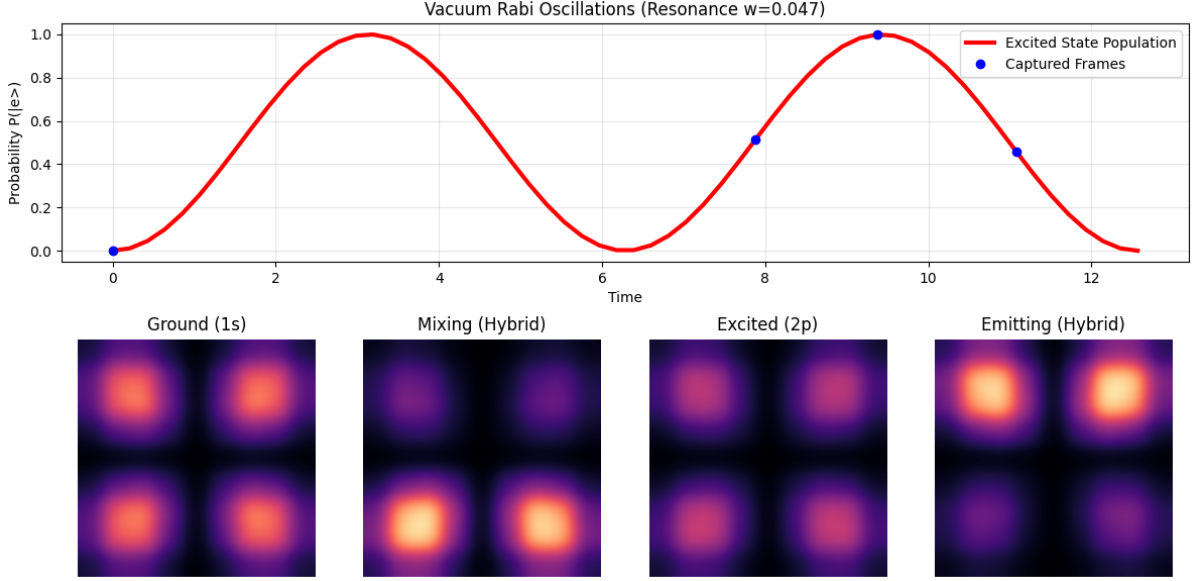 Vacuum Rabi Oscillations (Resonance w=0.047)
Probability P(|e>)
1.0
0.8
0.6
0.4
0.2
0.0
Excited State Population
Captured Frames
0 2 4 6 8 10 12
Time
Ground (1s) Mixing (Hybrid) Excited (2p) Emitting (Hybrid)